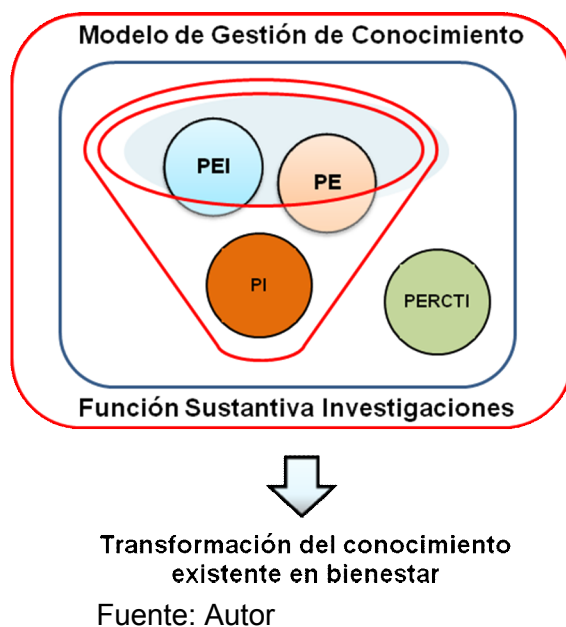 Modelo de Gestión de Conocimiento
PEI
PE
PI
PERCTI
Función Sustantiva Investigaciones
Transformación del conocimiento
existente en bienestar
Fuente: Autor